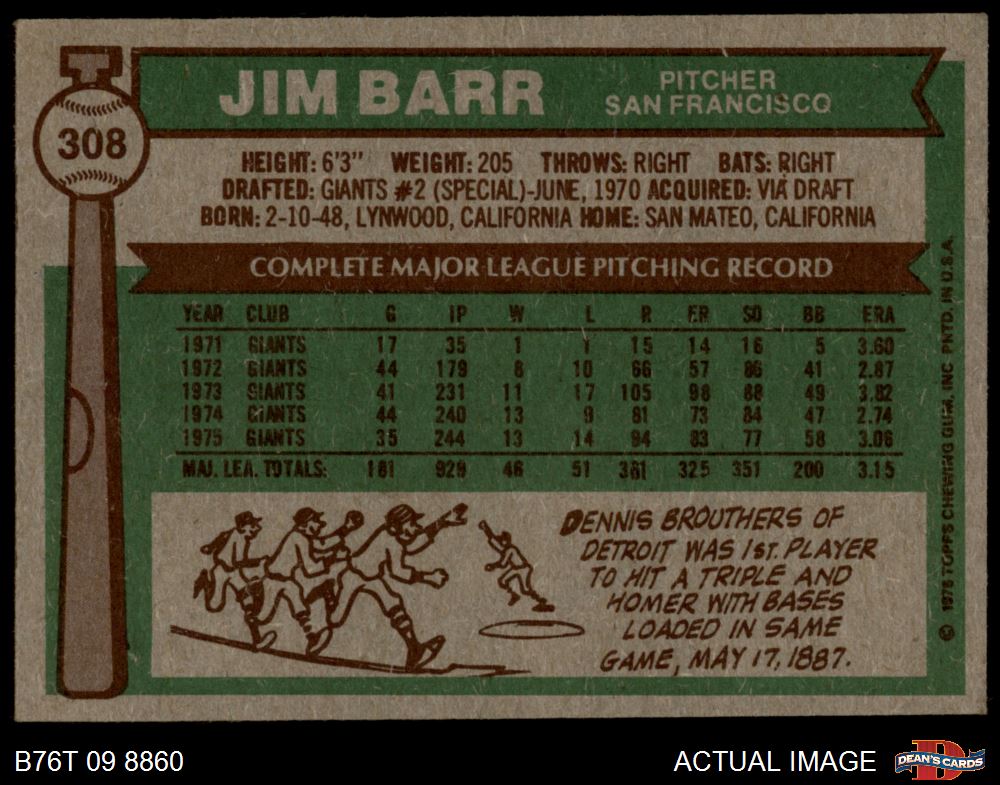 308
JIM BARR
PITCHER
SAN FRANCISCO
HEIGHT: 6'3" WEIGHT: 205 THROWS: RIGHT BATS: RIGHT
DRAFTED: GIANTS #2 (SPECIAL)-JUNE, 1970 ACQUIRED: VIA DRAFT
BORN: 2-10-48, LYNWOOD, CALIFORNIA HOME: SAN MATEO, CALIFORNIA
COMPLETE MAJOR LEAGUE PITCHING RECORD
YEAR CLUB G IP W L R ER SO BB ERA
1971 GIANTS 17 35 1 1 15 14 16 5 3.60
1972 GIANTS 44 179 8 10 66 57 86 41 2.87
1973 GIANTS 41 231 11 17 105 98 88 49 3.82
1974 GIANTS 44 240 13 9 81 73 84 47 2.74
1975 GIANTS 35 244 13 14 94 83 77 58 3.06
MAJ. LEA. TOTALS: 181 929 46 51 361 325 351 200 3.15
DENNIS BROUTHERS OF
DETROIT WAS 1ST. PLAYER
TO HIT A TRIPLE AND
HOMER WITH BASES
LOADED IN SAME
GAME, MAY 17, 1887.
© 1976 TOPPS CHEWING GUM, INC PRTD. IN U.S.A.
B76T 09 8860
ACTUAL IMAGE
DEAN'S CARDS